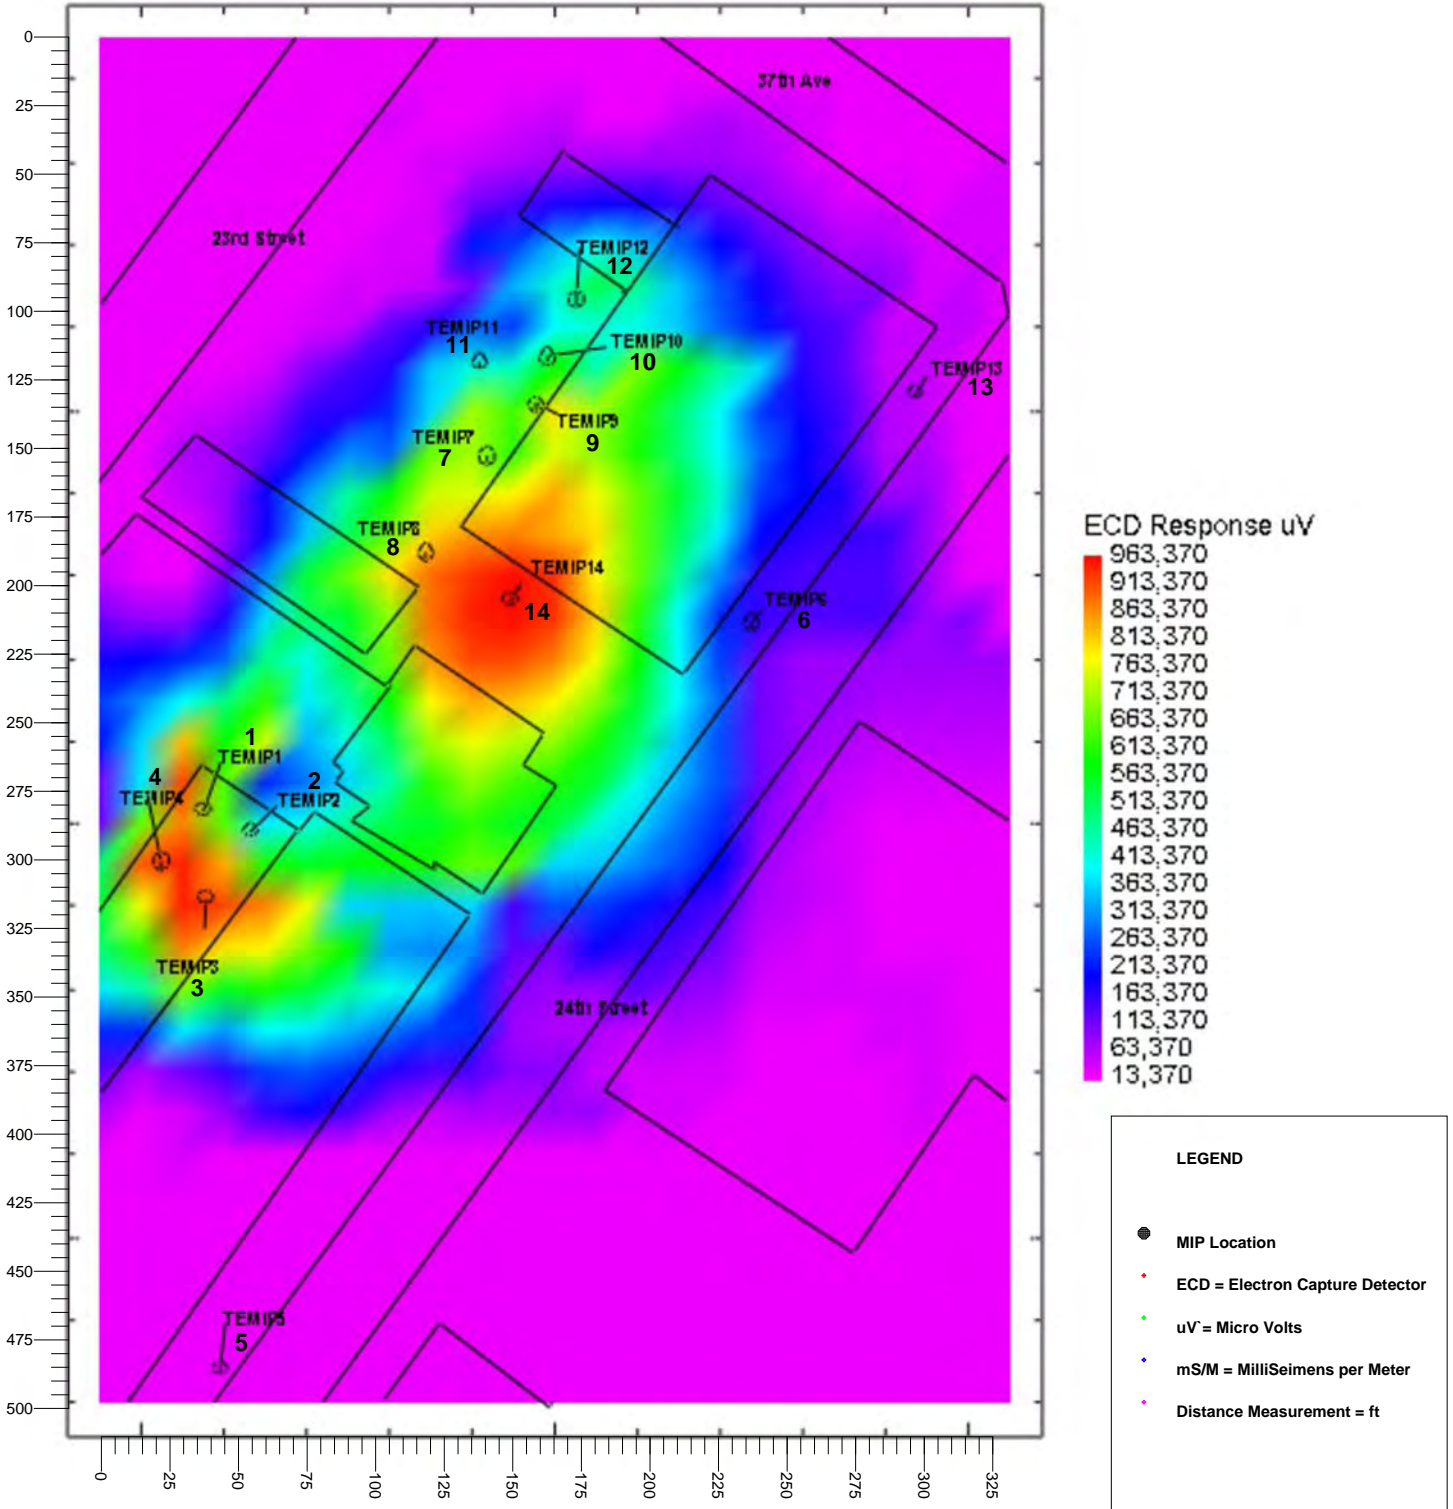 0
25
50
75
100
125
150
175
200
225
250
275
300
325
350
375
400
425
450
475
500
37th Ave
23rd Street
TEMIP12
12
TEMIP11
11
TEMIP10
10
TEMIP13
13
TEMIP9
9
TEMIP7
7
TEMIP8
8
TEMIP14
14
TEMIP6
6
1
TEMIP1
4
TEMIP4
2
TEMIP2
TEMIP3
3
24th Street
TEMIP5
5
0
25
50
75
100
125
150
175
200
225
250
275
300
325
ECD Response uV
963,370
913,370
863,370
813,370
763,370
713,370
663,370
613,370
563,370
513,370
463,370
413,370
363,370
313,370
263,370
213,370
163,370
113,370
63,370
13,370
LEGEND
MIP Location
ECD = Electron Capture Detector
uV`= Micro Volts
mS/M = MilliSeimens per Meter
Distance Measurement = ft